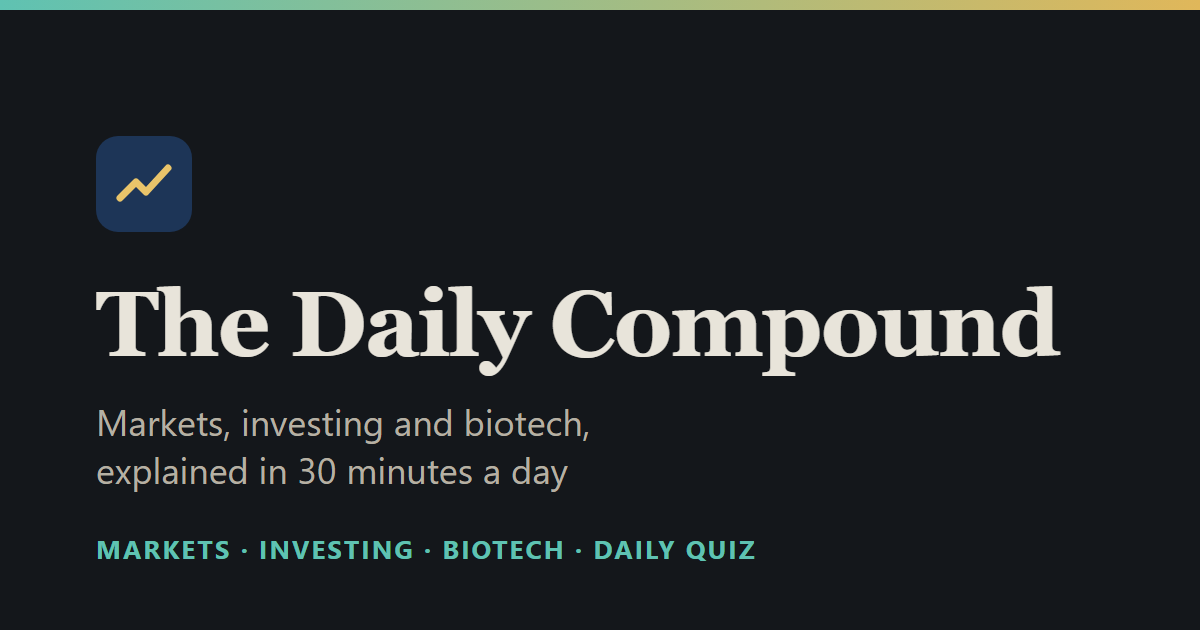 The Daily Compound
Markets, investing and biotech,
explained in 30 minutes a day
MARKETS · INVESTING · BIOTECH · DAILY QUIZ